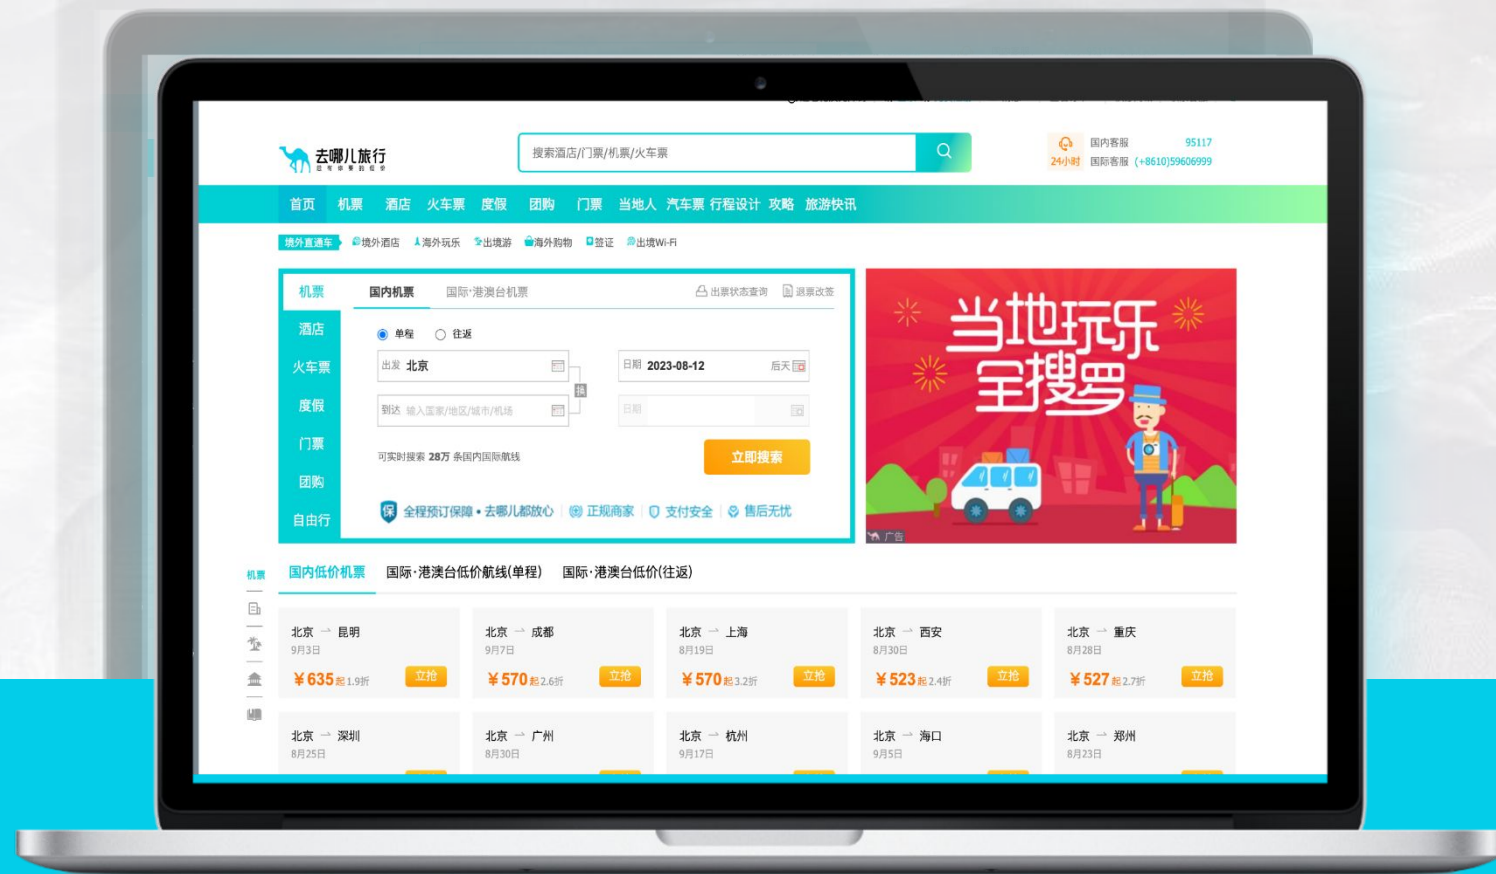 去哪儿旅行
总有你要的低价
搜索酒店/门票/机票/火车票
24小时
国内客服 95117
国际客服 (+8610)59606999
首页 机票 酒店 火车票 度假 团购 门票 当地人 汽车票 行程设计 攻略 旅游快讯
境外直通车 境外酒店 海外玩乐 出境游 海外购物 签证 出境Wi-Fi
机票
酒店
火车票
度假
门票
团购
自由行
国内机票 国际·港澳台机票 出票状态查询 退票改签
单程 往返
出发 北京 日期 2023-08-12 后天
换
到达 输入国家/地区/城市/机场 日期
可实时搜索 28万 条国内国际航线 立即搜索
保 全程预订保障•去哪儿都放心 正规商家 支付安全 售后无忧
当地玩乐
全搜罗
广告
机票
国内低价机票 国际·港澳台低价航线(单程) 国际·港澳台低价(往返)
北京 昆明 北京 成都 北京 上海 北京 西安 北京 重庆
9月3日 9月7日 8月19日 8月30日 8月28日
¥635起1.9折 立抢 ¥570起2.6折 立抢 ¥570起3.2折 立抢 ¥523起2.4折 立抢 ¥527起2.7折 立抢
北京 深圳 北京 广州 北京 杭州 北京 海口 北京 郑州
8月25日 8月30日 9月17日 9月5日 8月23日